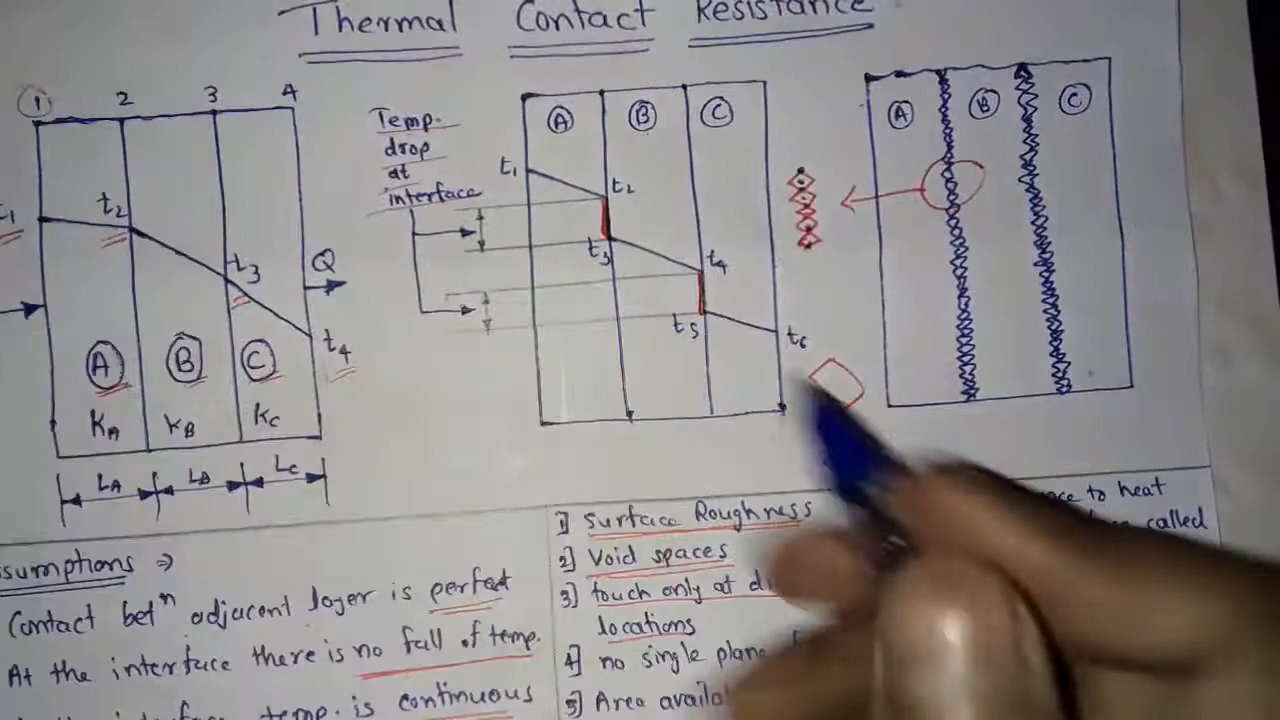 Thermal Contact Resistance
1 2 3 4
t1 t2 t3 t4
Q
A B C
KA KB KC
LA LB LC
Temp.
drop
at
interface
A B C
t1 t2
t3 t4
t5 t6
A B C
ssumptions ⇒
Contact betⁿ adjacent layer is perfect
At the interface there is no fall of temp.
temp. is continuous
1] Surface Roughness
2] Void spaces
3] touch only at
locations
4] no single plane
5] Area
to heat
called